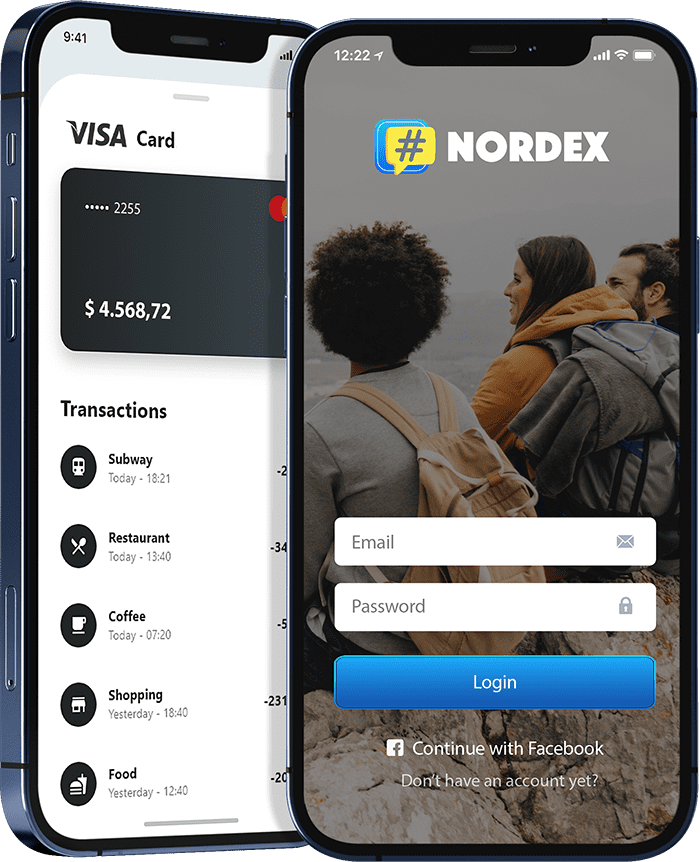 9:41
VISA Card
••••• 2255
$ 4.568,72
Transactions
Subway
Today - 18:21
-2
Restaurant
Today - 13:40
-34
Coffee
Today - 07:20
-5
Shopping
Yesterday - 18:40
-231
Food
Yesterday - 12:40
-20
12:22
# NORDEX
Email
Password
Login
Continue with Facebook
Don't have an account yet?